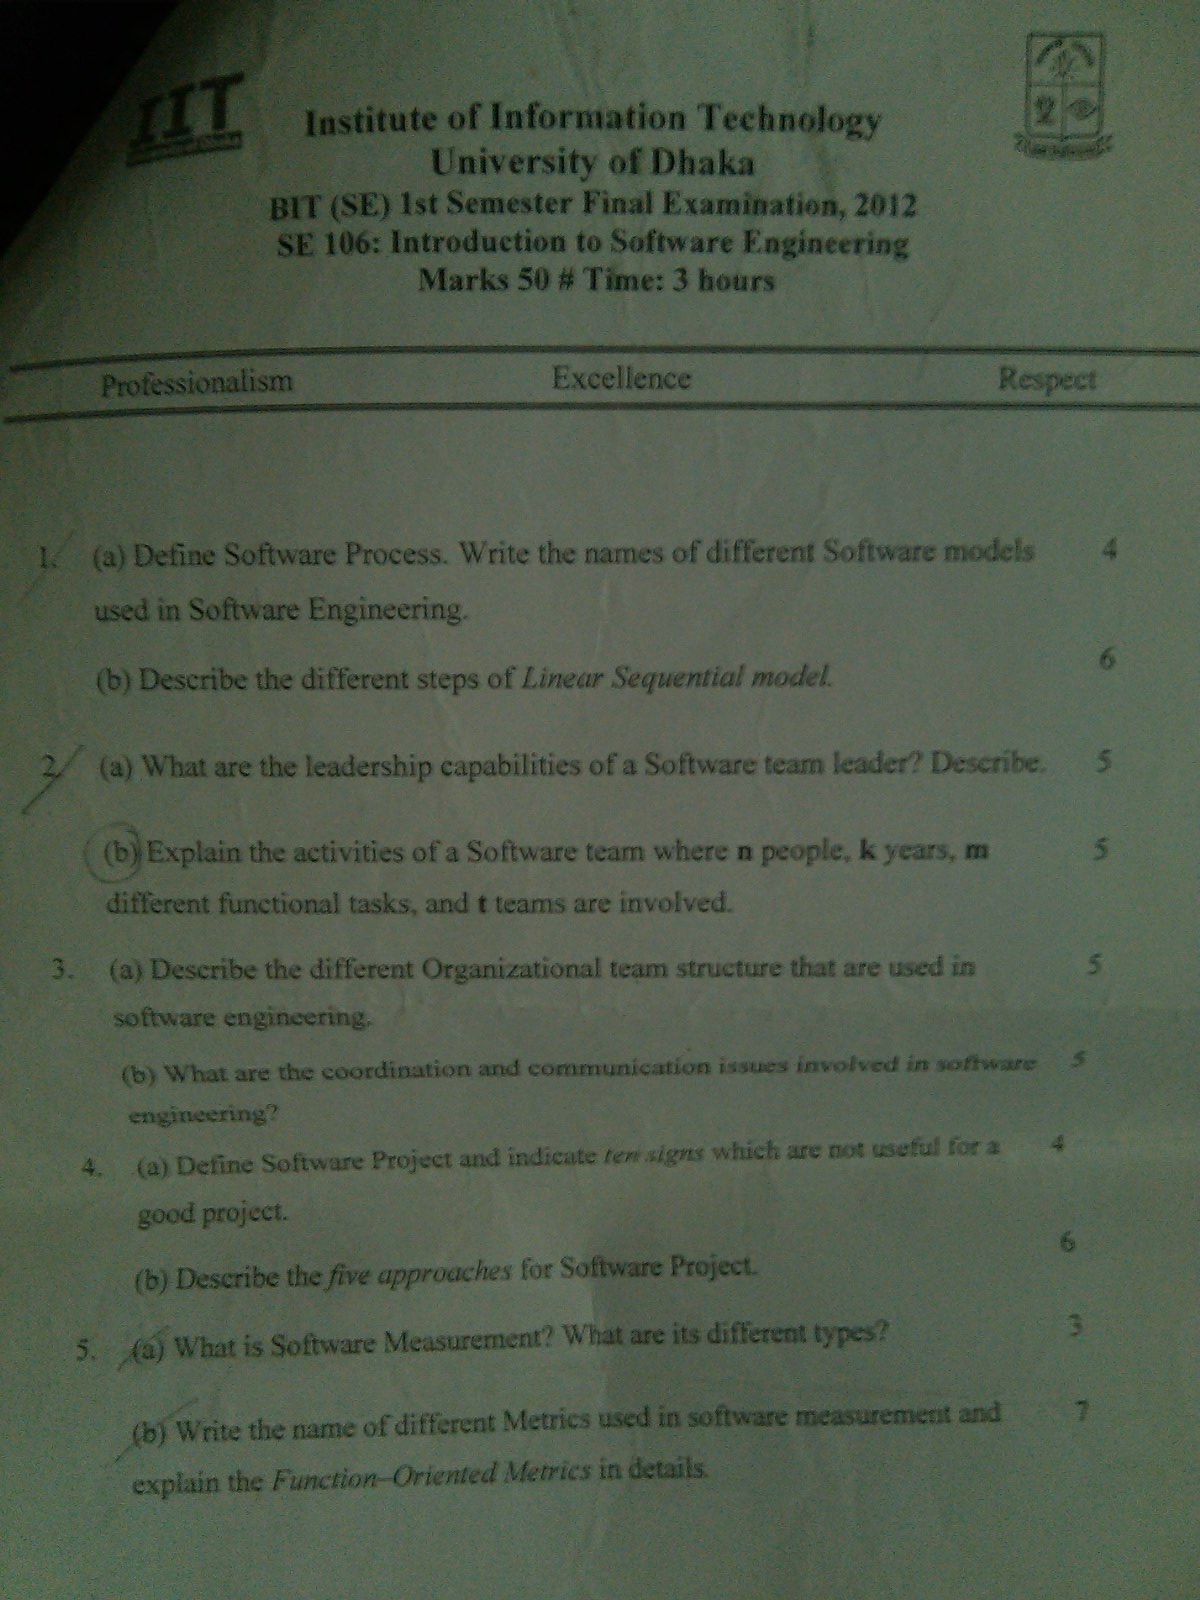 IIT
Institute of Information Technology
University of Dhaka
BIT (SE) 1st Semester Final Examination, 2012
SE 106: Introduction to Software Engineering
Marks 50 # Time: 3 hours
Professionalism Excellence Respect
1. (a) Define Software Process. Write the names of different Software models 4
used in Software Engineering.
(b) Describe the different steps of Linear Sequential model. 6
2. (a) What are the leadership capabilities of a Software team leader? Describe. 5
(b) Explain the activities of a Software team where n people, k years, m 5
different functional tasks, and t teams are involved.
3. (a) Describe the different Organizational team structure that are used in 5
software engineering.
(b) What are the coordination and communication issues involved in software 5
engineering?
4. (a) Define Software Project and indicate ten signs which are not useful for a 4
good project.
(b) Describe the five approaches for Software Project. 6
5. (a) What is Software Measurement? What are its different types? 3
(b) Write the name of different Metrics used in software measurement and 7
explain the Function–Oriented Metrics in details.